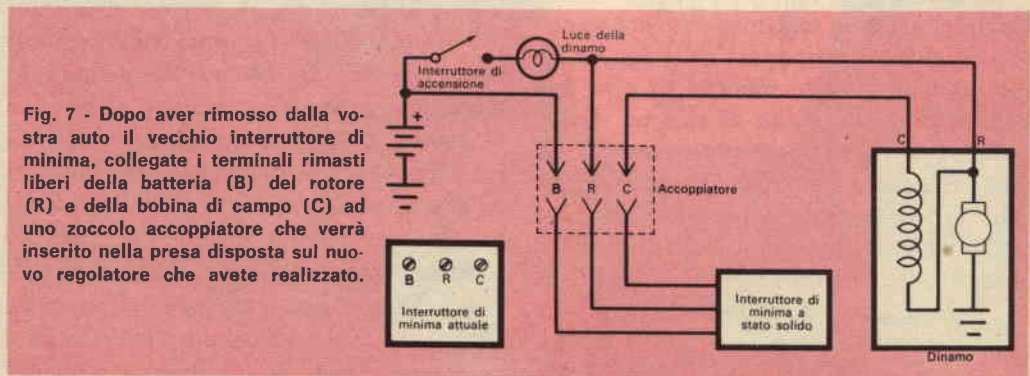 Fig. 7 - Dopo aver rimosso dalla vo-
stra auto il vecchio interruttore di
minima, collegate i terminali rimasti
liberi della batteria (B) del rotore
(R) e della bobina di campo (C) ad
uno zoccolo accoppiatore che verrà
inserito nella presa disposta sul nuo-
vo regolatore che avete realizzato.
Luce della
dinamo
Interruttore di
accensione
+
C R
B R C
Accoppiatore
B R C
Interruttore di
minima attuale
Interruttore di
minima a
stato solido
Dinamo